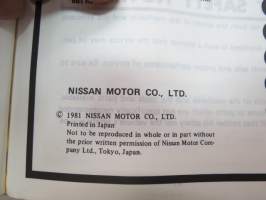 NISSAN MOTOR CO., LTD.
© 1981 NISSAN MOTOR CO., LTD.
Printed in Japan
Not to be reproduced in whole or in part without
the prior written permission of Nissan Motor Com-
pany Ltd., Tokyo, Japan.